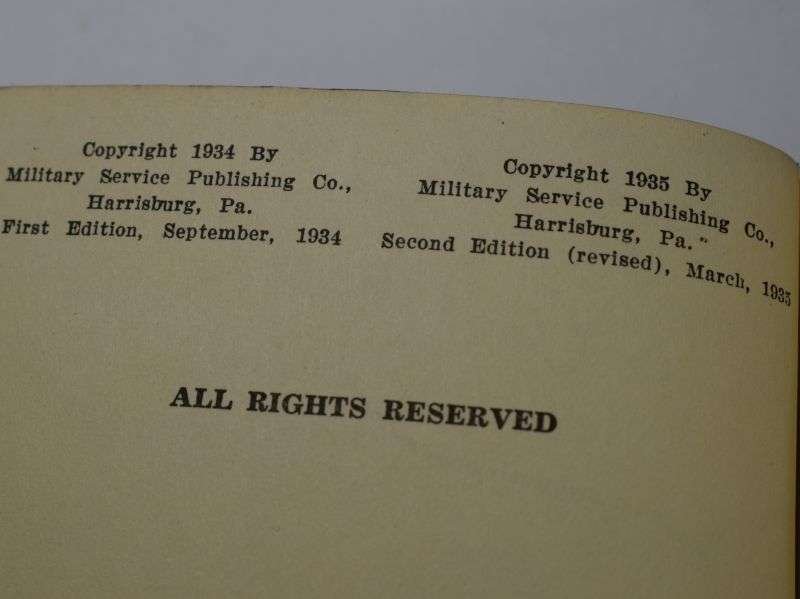 Copyright 1934 By
Military Service Publishing Co.,
Harrisburg, Pa.
First Edition, September, 1934
Copyright 1935 By
Military Service Publishing Co.,
Harrisburg, Pa."
Second Edition (revised), March, 1935
ALL RIGHTS RESERVED